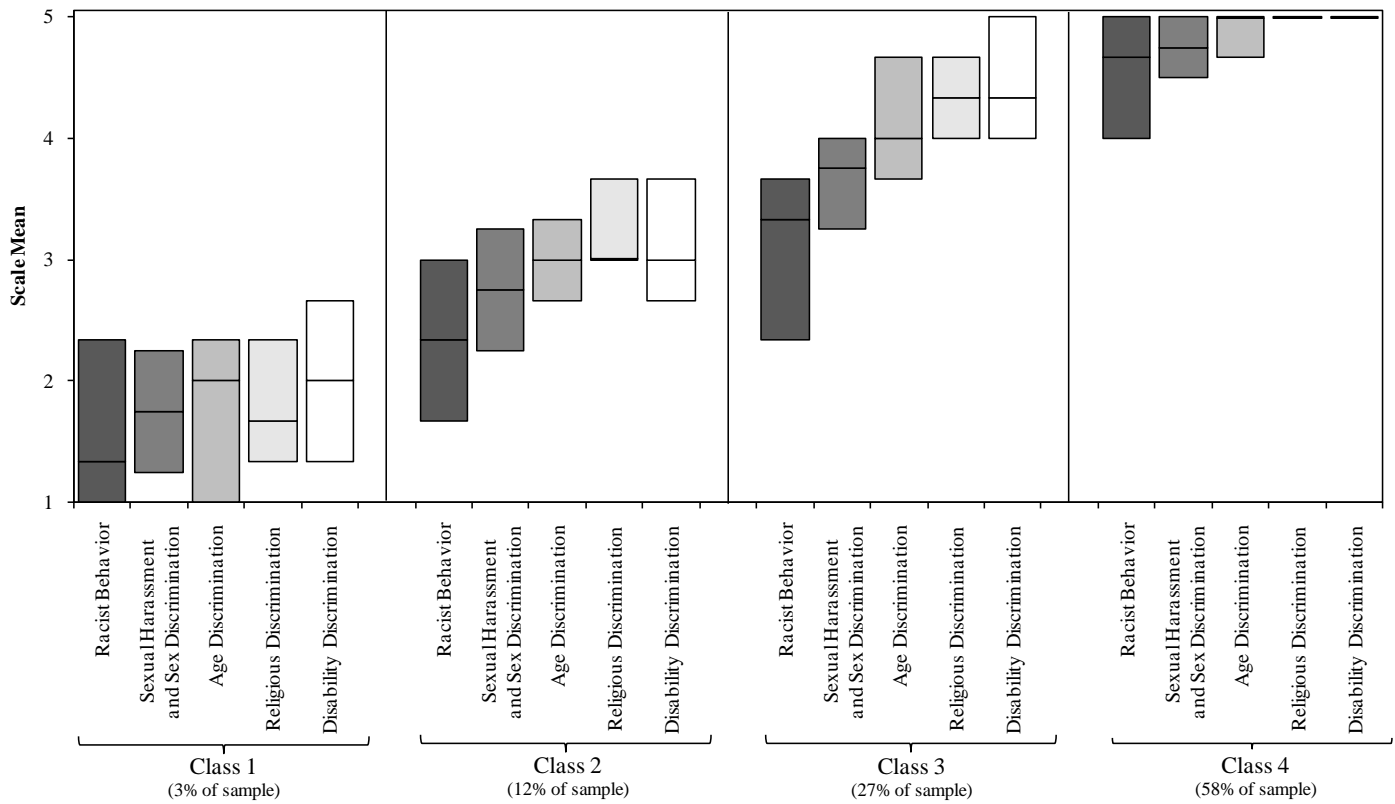 5
4
3
2
1
Scale Mean
Racist Behavior
Sexual Harassment
and Sex Discrimination
Age Discrimination
Religious Discrimination
Disability Discrimination
Racist Behavior
Sexual Harassment
and Sex Discrimination
Age Discrimination
Religious Discrimination
Disability Discrimination
Racist Behavior
Sexual Harassment
and Sex Discrimination
Age Discrimination
Religious Discrimination
Disability Discrimination
Racist Behavior
Sexual Harassment
and Sex Discrimination
Age Discrimination
Religious Discrimination
Disability Discrimination
Class 1
(3% of sample)
Class 2
(12% of sample)
Class 3
(27% of sample)
Class 4
(58% of sample)